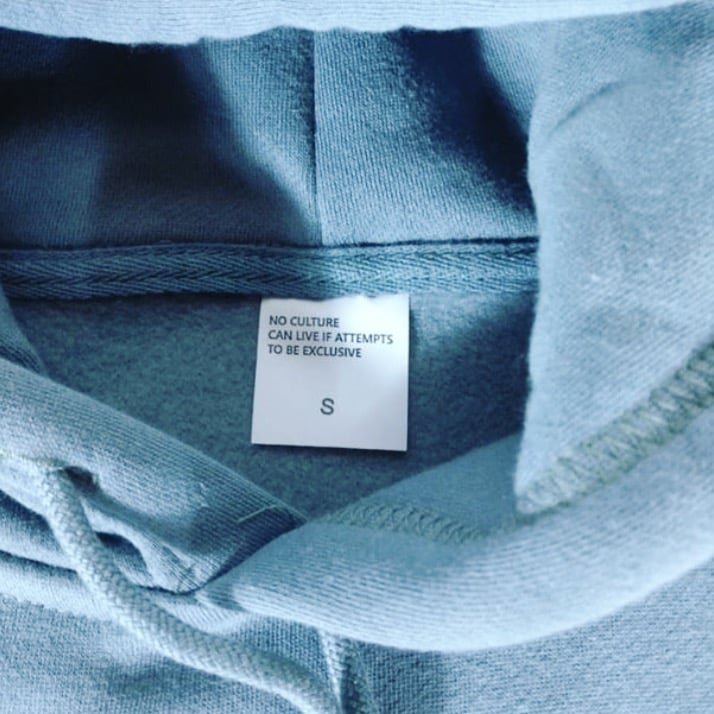 NO CULTURE
CAN LIVE IF ATTEMPTS
TO BE EXCLUSIVE
S